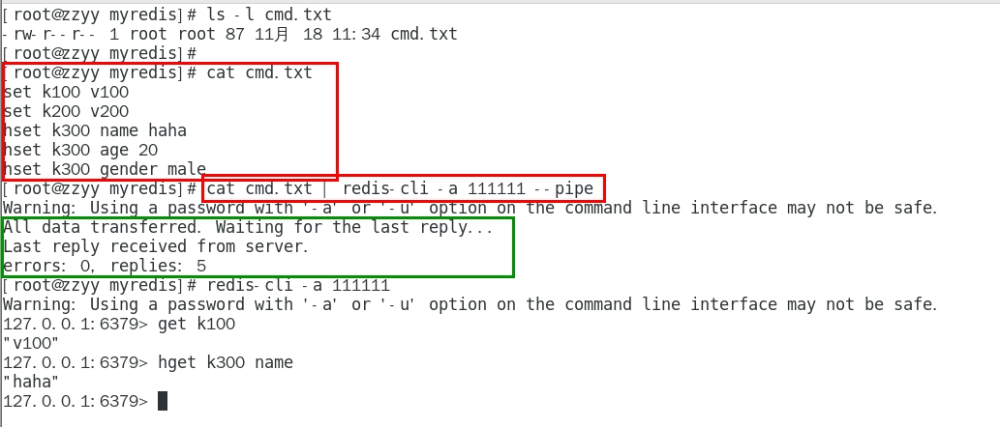 [root@zzyy myredis]# ls -l cmd.txt
-rw-r--r-- 1 root root 87 11月 18 11:34 cmd.txt
[root@zzyy myredis]#
[root@zzyy myredis]# cat cmd.txt
set k100 v100
set k200 v200
hset k300 name haha
hset k300 age 20
hset k300 gender male
[root@zzyy myredis]# cat cmd.txt | redis-cli -a 111111 --pipe
Warning: Using a password with '-a' or '-u' option on the command line interface may not be safe.
All data transferred. Waiting for the last reply...
Last reply received from server.
errors: 0, replies: 5
[root@zzyy myredis]# redis-cli -a 111111
Warning: Using a password with '-a' or '-u' option on the command line interface may not be safe.
127.0.0.1:6379> get k100
"v100"
127.0.0.1:6379> hget k300 name
"haha"
127.0.0.1:6379>